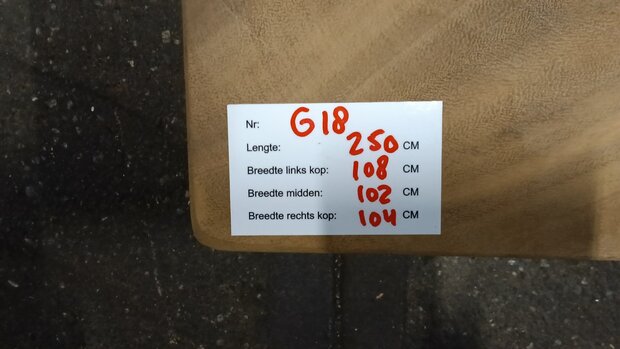 Nr: G18
Lengte: 250 CM
Breedte links kop: 108 CM
Breedte midden: 102 CM
Breedte rechts kop: 104 CM